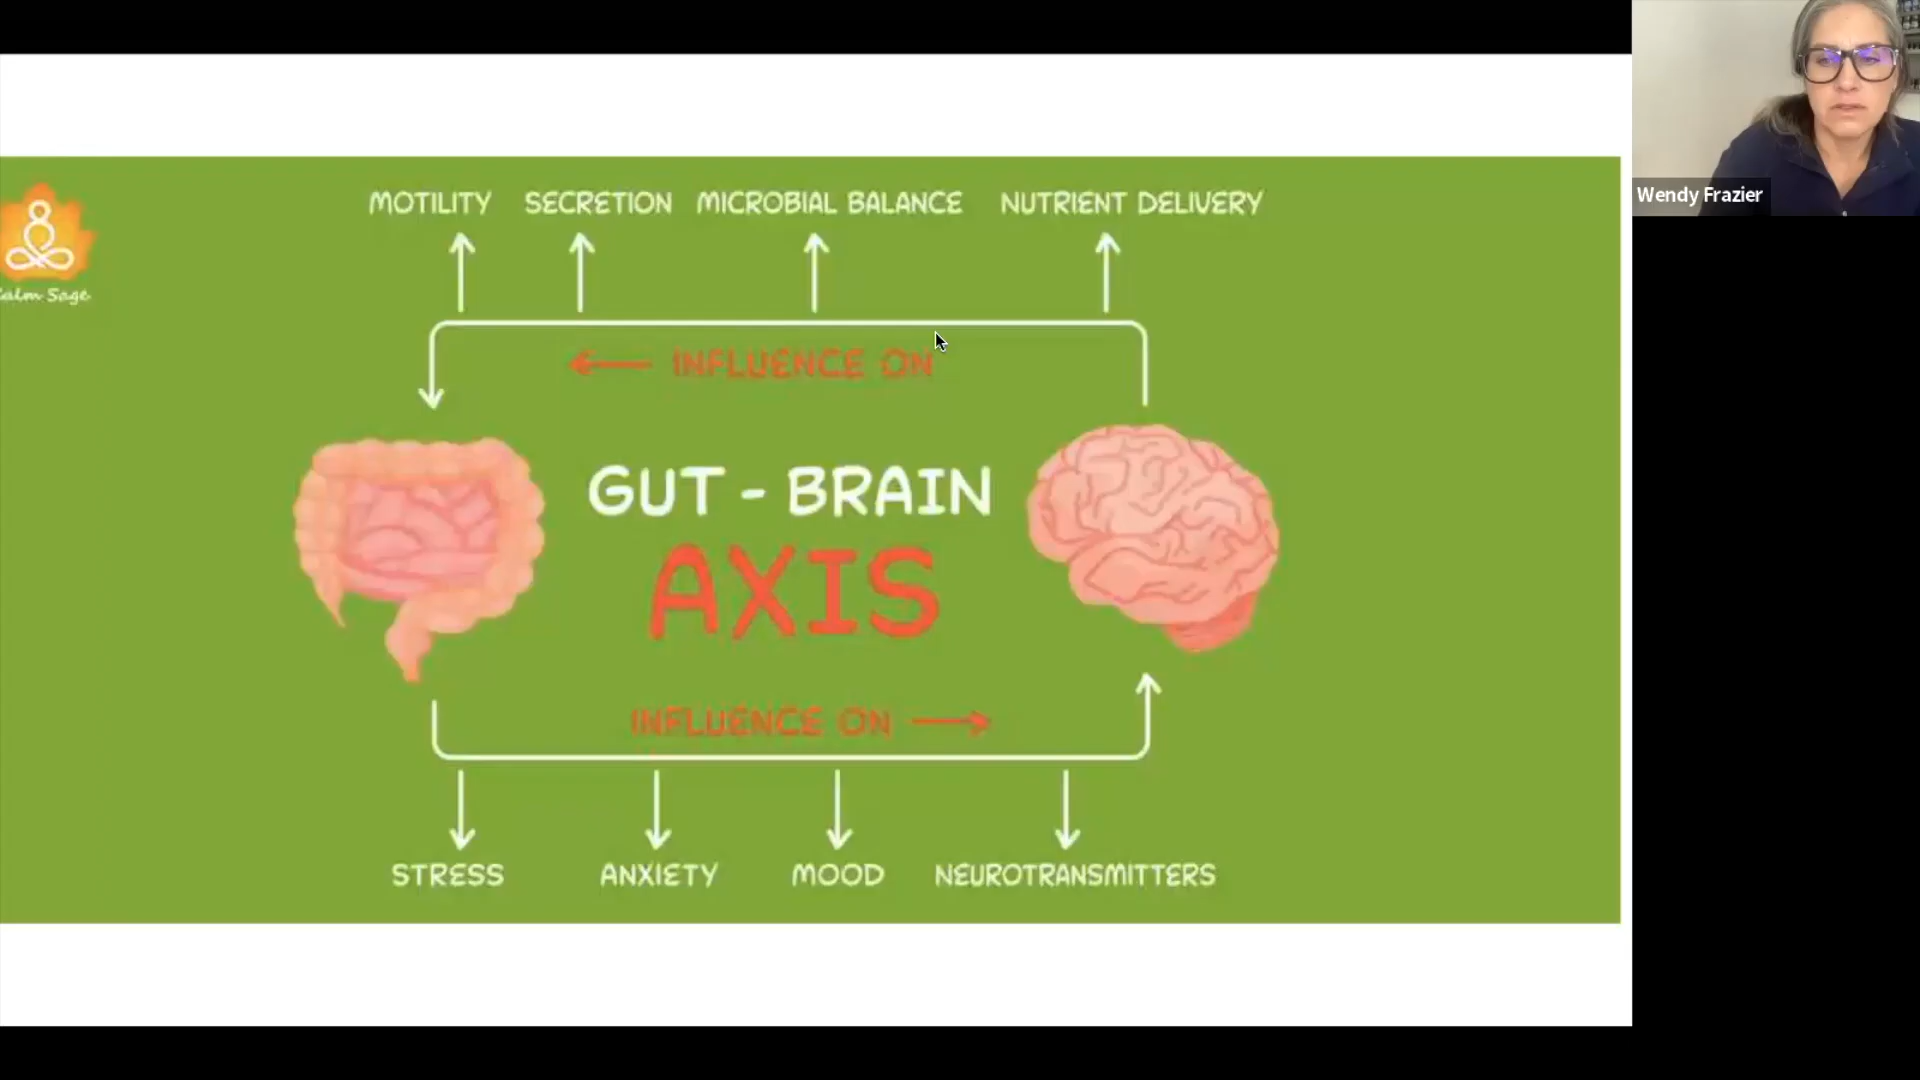 MOTILITY SECRETION MICROBIAL BALANCE NUTRIENT DELIVERY
Wendy Frazier
alm Sage
INFLUENCE ON
GUT - BRAIN
AXIS
INFLUENCE ON
STRESS ANXIETY MOOD NEUROTRANSMITTERS